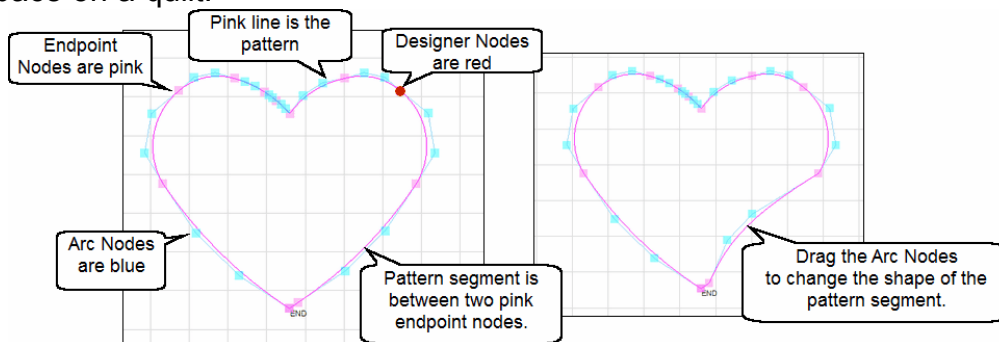 Pink line is the
pattern
Endpoint
Nodes are pink
Designer Nodes
are red
Arc Nodes
are blue
Pattern segment is
between two pink
endpoint nodes.
END
Drag the Arc Nodes
to change the shape of the
pattern segment.
END